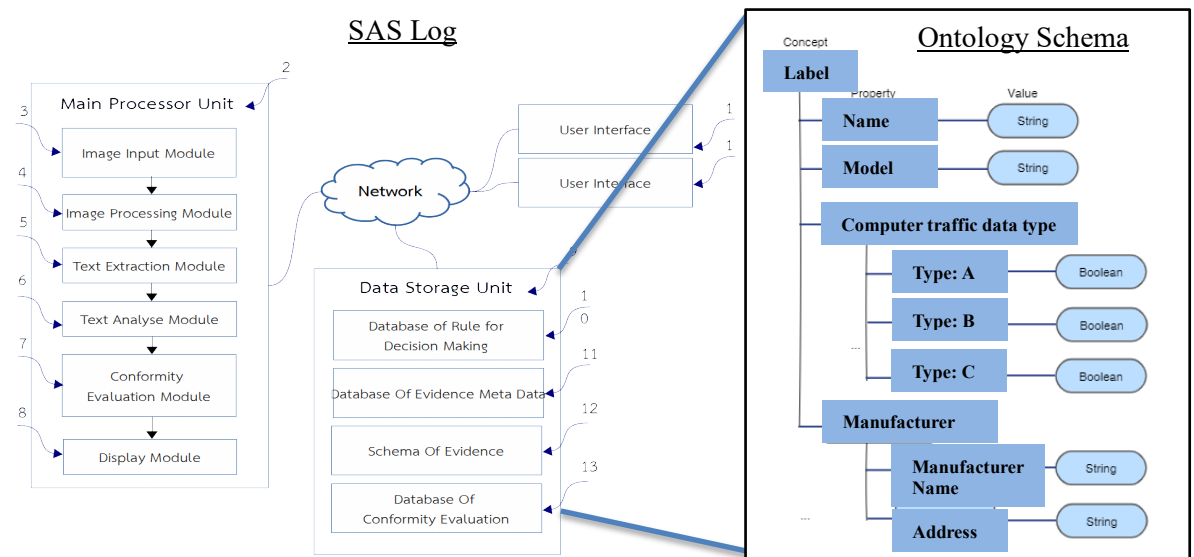 SAS Log
2
Main Processor Unit
3
Image Input Module
4
Image Processing Module
5
Text Extraction Module
6
Text Analyse Module
7
Conformity
Evaluation Module
8
Display Module
Network
User Interface
1
User Interface
1
9
Data Storage Unit
1
0
Database of Rule for
Decision Making
11
Database Of Evidence Meta Data
12
Schema Of Evidence
13
Database Of
Conformity Evaluation
Ontology Schema
Concept
Label
Property
Value
Name
String
Model
String
Computer traffic data type
Type: A
Boolean
Type: B
Boolean
...
Type: C
Boolean
Manufacturer
Manufacturer
Name
String
...
Address
String